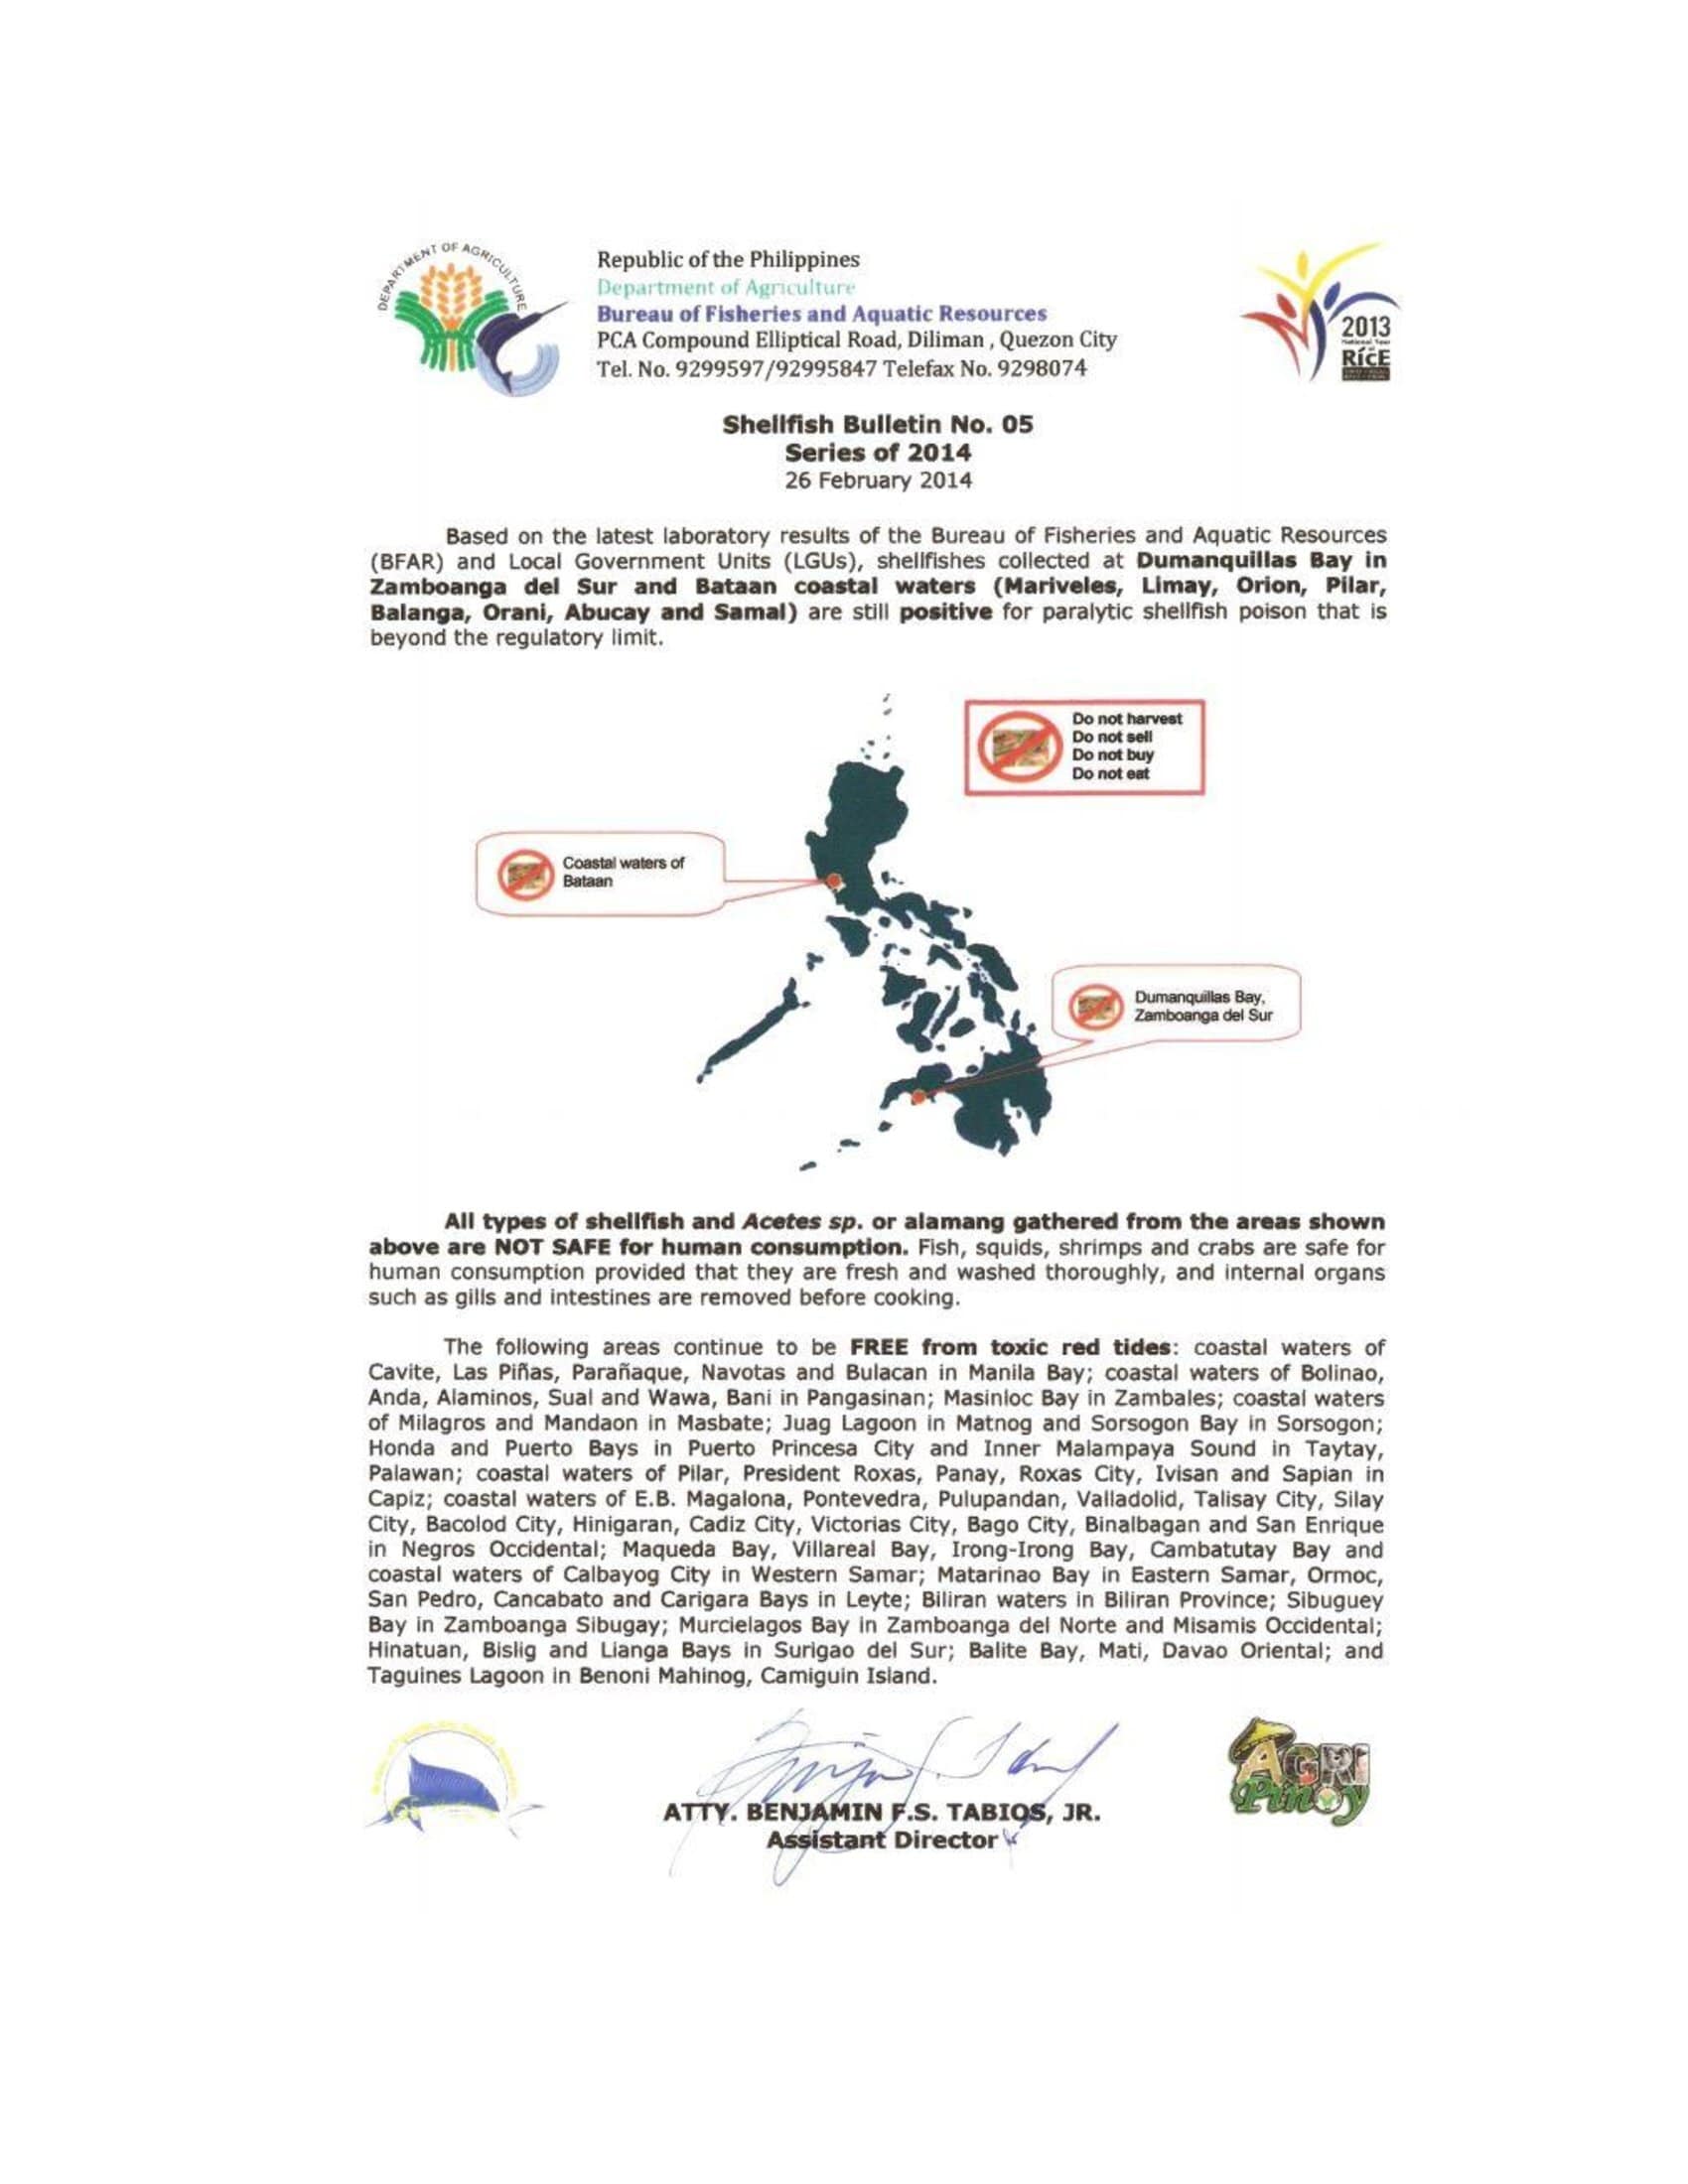 DEPARTMENT OF AGRICULTURE
Republic of the Philippines
Department of Agriculture
Bureau of Fisheries and Aquatic Resources
PCA Compound Elliptical Road, Diliman , Quezon City
Tel. No. 9299597/92995847 Telefax No. 9298074
2013
National Year
of
RiCE
Shellfish Bulletin No. 05
Series of 2014
26 February 2014
Based on the latest laboratory results of the Bureau of Fisheries and Aquatic Resources
(BFAR) and Local Government Units (LGUs), shellfishes collected at Dumanquillas Bay in
Zamboanga del Sur and Bataan coastal waters (Mariveles, Limay, Orion, Pilar,
Balanga, Orani, Abucay and Samal) are still positive for paralytic shellfish poison that is
beyond the regulatory limit.
Do not harvest
Do not sell
Do not buy
Do not eat
Coastal waters of
Bataan
Dumanquillas Bay,
Zamboanga del Sur
All types of shellfish and Acetes sp. or alamang gathered from the areas shown
above are NOT SAFE for human consumption. Fish, squids, shrimps and crabs are safe for
human consumption provided that they are fresh and washed thoroughly, and internal organs
such as gills and intestines are removed before cooking.
The following areas continue to be FREE from toxic red tides: coastal waters of
Cavite, Las Piñas, Parañaque, Navotas and Bulacan in Manila Bay; coastal waters of Bolinao,
Anda, Alaminos, Sual and Wawa, Bani in Pangasinan; Masinloc Bay in Zambales; coastal waters
of Milagros and Mandaon in Masbate; Juag Lagoon in Matnog and Sorsogon Bay in Sorsogon;
Honda and Puerto Bays in Puerto Princesa City and Inner Malampaya Sound in Taytay,
Palawan; coastal waters of Pilar, President Roxas, Panay, Roxas City, Ivisan and Sapian in
Capiz; coastal waters of E.B. Magalona, Pontevedra, Pulupandan, Valladolid, Talisay City, Silay
City, Bacolod City, Hinigaran, Cadiz City, Victorias City, Bago City, Binalbagan and San Enrique
in Negros Occidental; Maqueda Bay, Villareal Bay, Irong-Irong Bay, Cambatutay Bay and
coastal waters of Calbayog City in Western Samar; Matarinao Bay in Eastern Samar, Ormoc,
San Pedro, Cancabato and Carigara Bays in Leyte; Biliran waters in Biliran Province; Sibuguey
Bay in Zamboanga Sibugay; Murcielagos Bay in Zamboanga del Norte and Misamis Occidental;
Hinatuan, Bislig and Lianga Bays in Surigao del Sur; Balite Bay, Mati, Davao Oriental; and
Taguines Lagoon in Benoni Mahinog, Camiguin Island.
ATTY. BENJAMIN F.S. TABIOS, JR.
Assistant Director
AGRI
Pinoy